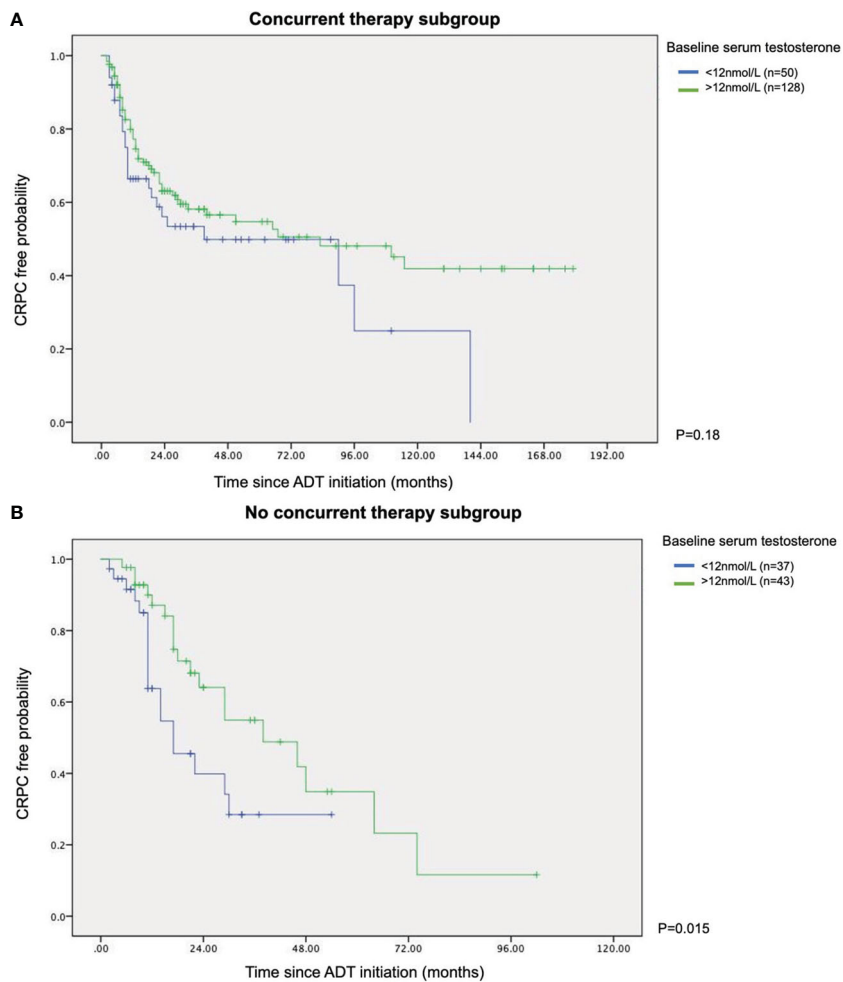 A
Concurrent therapy subgroup
Baseline serum testosterone
<12nmol/L (n=50)
>12nmol/L (n=128)
CRPC free probability
1.0
0.8
0.6
0.4
0.2
0.0
.00 24.00 48.00 72.00 96.00 120.00 144.00 168.00 192.00
Time since ADT initiation (months)
P=0.18
B
No concurrent therapy subgroup
Baseline serum testosterone
<12nmol/L (n=37)
>12nmol/L (n=43)
CRPC free probability
1.0
0.8
0.6
0.4
0.2
0.0
.00 24.00 48.00 72.00 96.00 120.00
Time since ADT initiation (months)
P=0.015